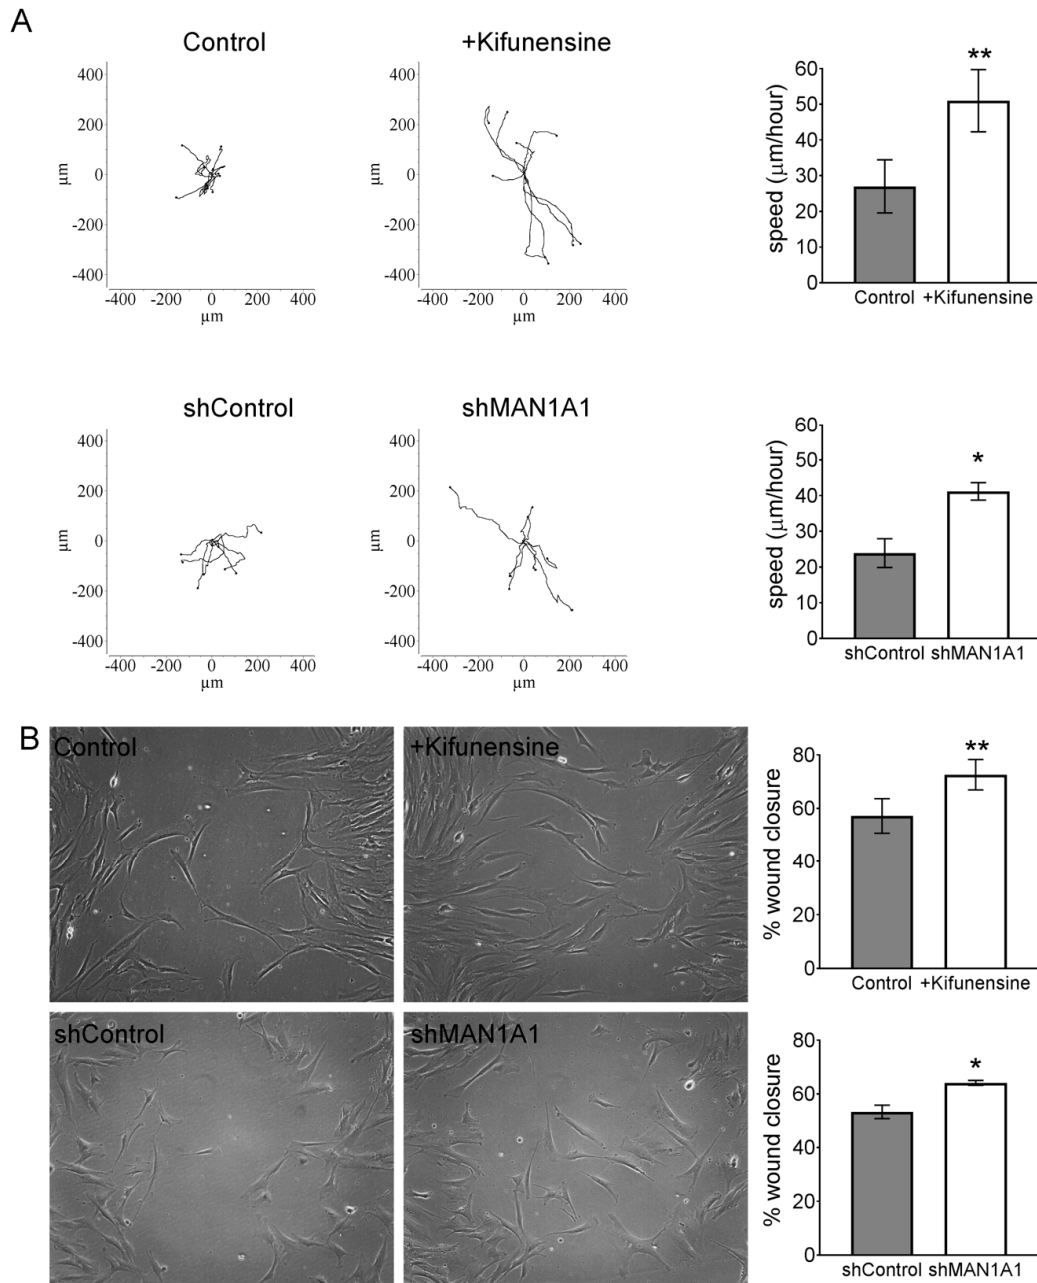 A
Control
+Kifunensine
400
200
0
-200
-400
µm
-400 -200 0 200 400
µm
400
200
0
-200
-400
µm
-400 -200 0 200 400
µm
**
60
50
40
30
20
10
0
speed (µm/hour)
Control +Kifunensine
shControl
shMAN1A1
400
200
0
-200
-400
µm
-400 -200 0 200 400
µm
400
200
0
-200
-400
µm
-400 -200 0 200 400
µm
*
60
50
40
30
20
10
0
speed (µm/hour)
shControl shMAN1A1
B
Control
+Kifunensine
**
80
60
40
20
0
% wound closure
Control +Kifunensine
shControl
shMAN1A1
*
80
60
40
20
0
% wound closure
shControl shMAN1A1